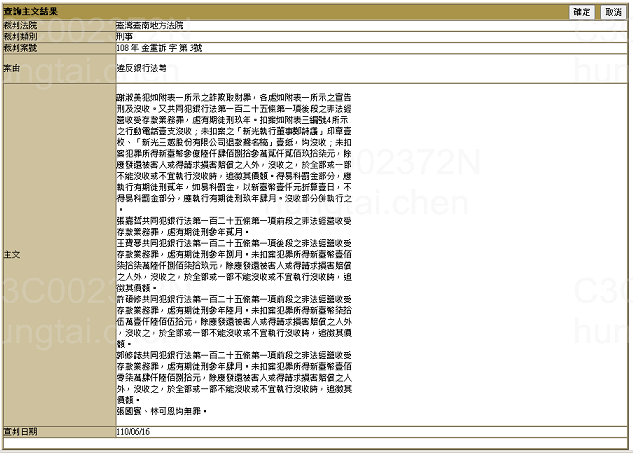 查詢主文結果
確定 取消
裁判法院 臺灣臺南地方法院
裁判類別 刑事
裁判案號 108 年 金重訴 字 第 3號
案由 違反銀行法等
主文
謝淑美犯如附表一所示之詐欺取財罪，各處如附表一所示之宣告
刑及沒收。又共同犯銀行法第一百二十五條第一項後段之非法經
營收受存款業務罪，處有期徒刑玖年。扣案如附表三編號4所示
之行動電話壹支沒收；未扣案之「新光執行董事鄭詩議」印章壹
枚、「新光三越股份有限公司退款簽名稿」壹紙，均沒收；未扣
案犯罪所得新臺幣參億陸仟肆佰捌拾參萬貳仟貳佰玖拾柒元，除
應發還被害人或得請求損害賠償之人外，沒收之，於全部或一部
不能沒收或不宜執行沒收時，追徵其價額。得易科罰金部分，應
執行有期徒刑貳年，如易科罰金，以新臺幣壹仟元折算壹日，不
得易科罰金部分，應執行有期徒刑玖年肆月。沒收部分併執行之
。
張嘉哲共同犯銀行法第一百二十五條第一項前段之非法經營收受
存款業務罪，處有期徒刑參年貳月。
王寶琴共同犯銀行法第一百二十五條第一項後段之非法經營收受
存款業務罪，處有期徒刑參年捌月。未扣案犯罪所得新臺幣壹佰
柒拾柒萬陸仟捌佰柒拾玖元，除應發還被害人或得請求損害賠償
之人外，沒收之，於全部或一部不能沒收或不宜執行沒收時，追
徵其價額。
許碩修共同犯銀行法第一百二十五條第一項前段之非法經營收受
存款業務罪，處有期徒刑參年陸月。未扣案犯罪所得新臺幣柒拾
伍萬壹仟陸佰伍拾元，除應發還被害人或得請求損害賠償之人外
，沒收之，於全部或一部不能沒收或不宜執行沒收時，追徵其價
額。
郭修誌共同犯銀行法第一百二十五條第一項前段之非法經營收受
存款業務罪，處有期徒刑參年肆月。未扣案犯罪所得新臺幣壹佰
零柒萬肆仟陸佰捌拾元，除應發還被害人或得請求損害賠償之人
外，沒收之，於全部或一部不能沒收或不宜執行沒收時，追徵其
價額。
張國賓、林可恩均無罪。
宣判日期 110/06/16